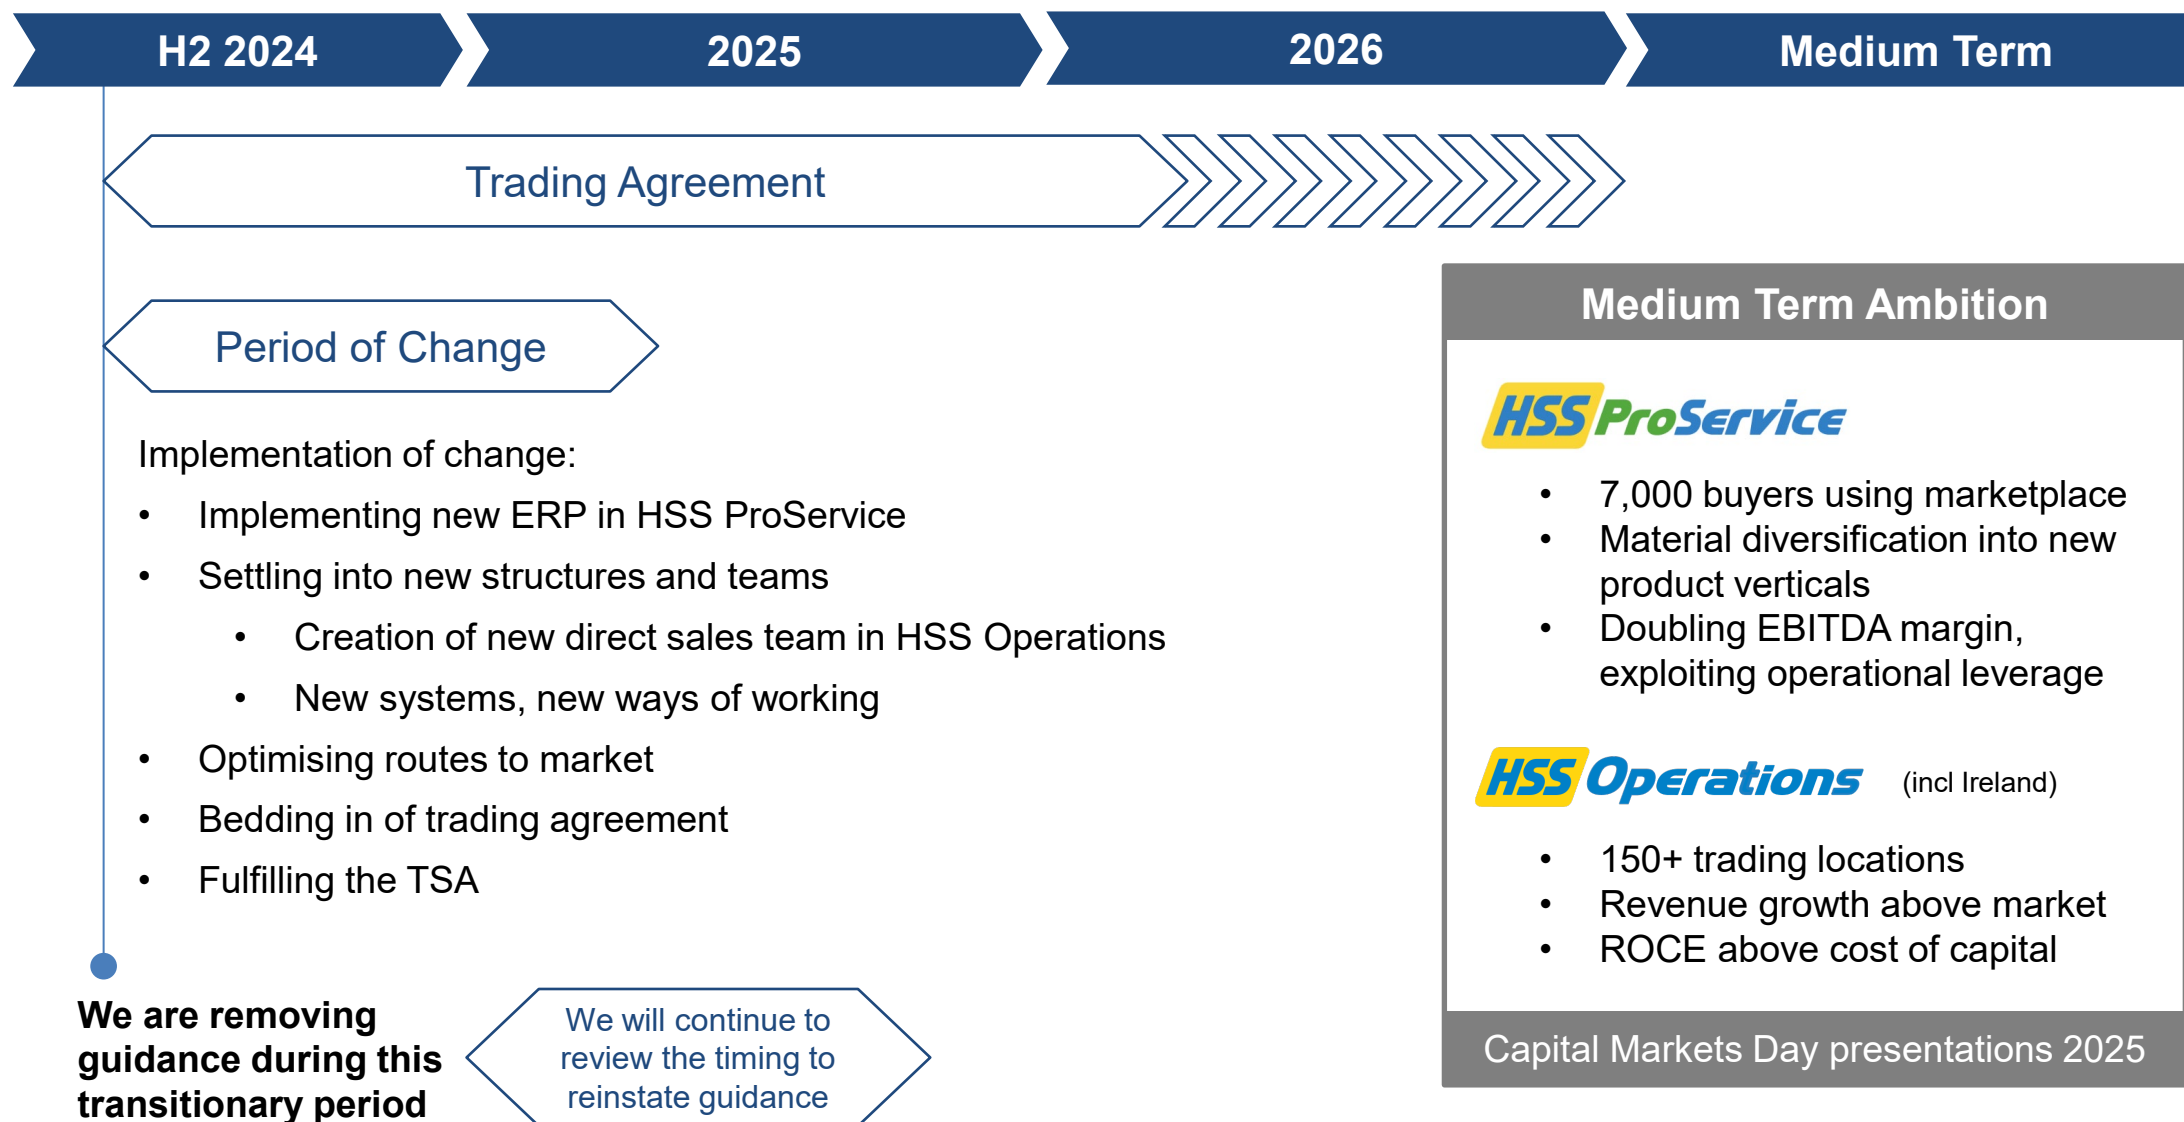 H2 2024
2025
2026
Medium Term
Trading Agreement
Period of Change
Implementation of change:
• Implementing new ERP in HSS ProService
• Settling into new structures and teams
• Creation of new direct sales team in HSS Operations
• New systems, new ways of working
• Optimising routes to market
• Bedding in of trading agreement
• Fulfilling the TSA
We are removing
guidance during this
transitionary period
We will continue to
review the timing to
reinstate guidance
Medium Term Ambition
HSS ProService
• 7,000 buyers using marketplace
• Material diversification into new
product verticals
• Doubling EBITDA margin,
exploiting operational leverage
HSS Operations (incl Ireland)
• 150+ trading locations
• Revenue growth above market
• ROCE above cost of capital
Capital Markets Day presentations 2025